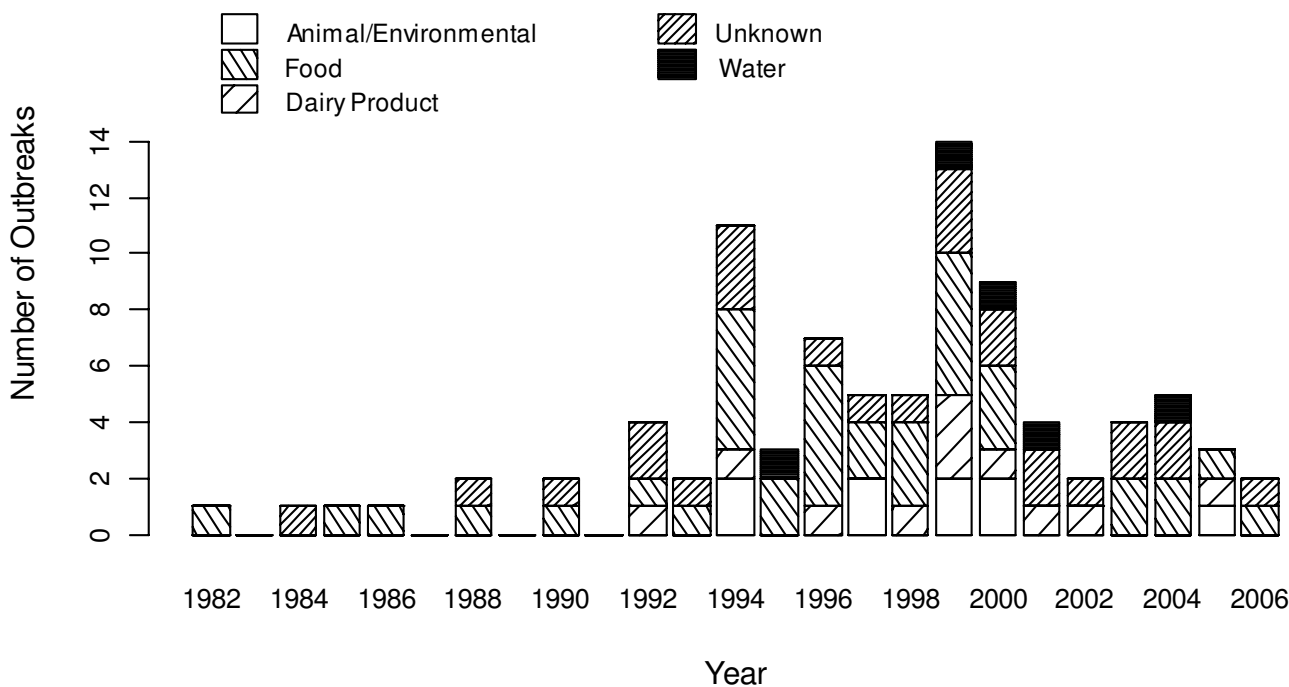 Animal/Environmental
Food
Dairy Product
Unknown
Water
Number of Outbreaks
14
12
10
8
6
4
2
0
1982 1984 1986 1988 1990 1992 1994 1996 1998 2000 2002 2004 2006
Year